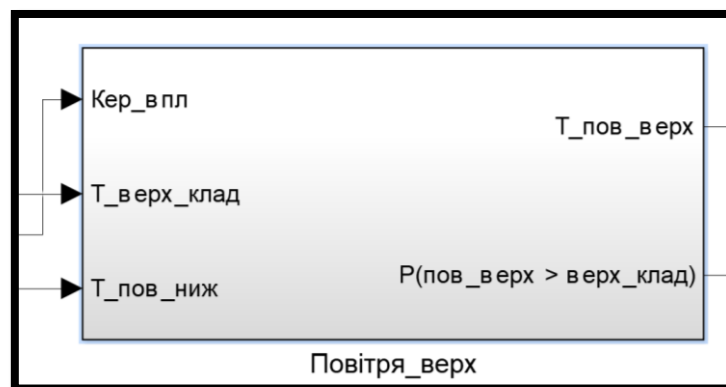 Кер_впл
Т_пов_верх
Т_верх_клад
Т_пов_ниж
Р(пов_верх > верх_клад)
Повітря_верх